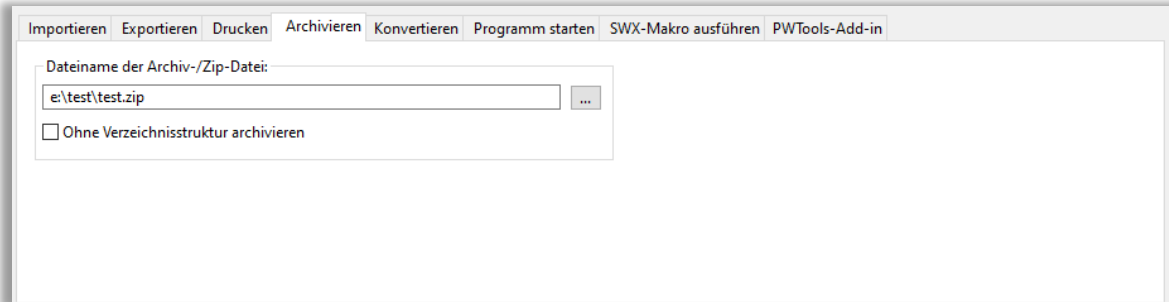 Importieren Exportieren Drucken Archivieren Konvertieren Programm starten SWX-Makro ausführen PWTools-Add-in
Dateiname der Archiv-/Zip-Datei:
e:\test\test.zip ...
Ohne Verzeichnisstruktur archivieren